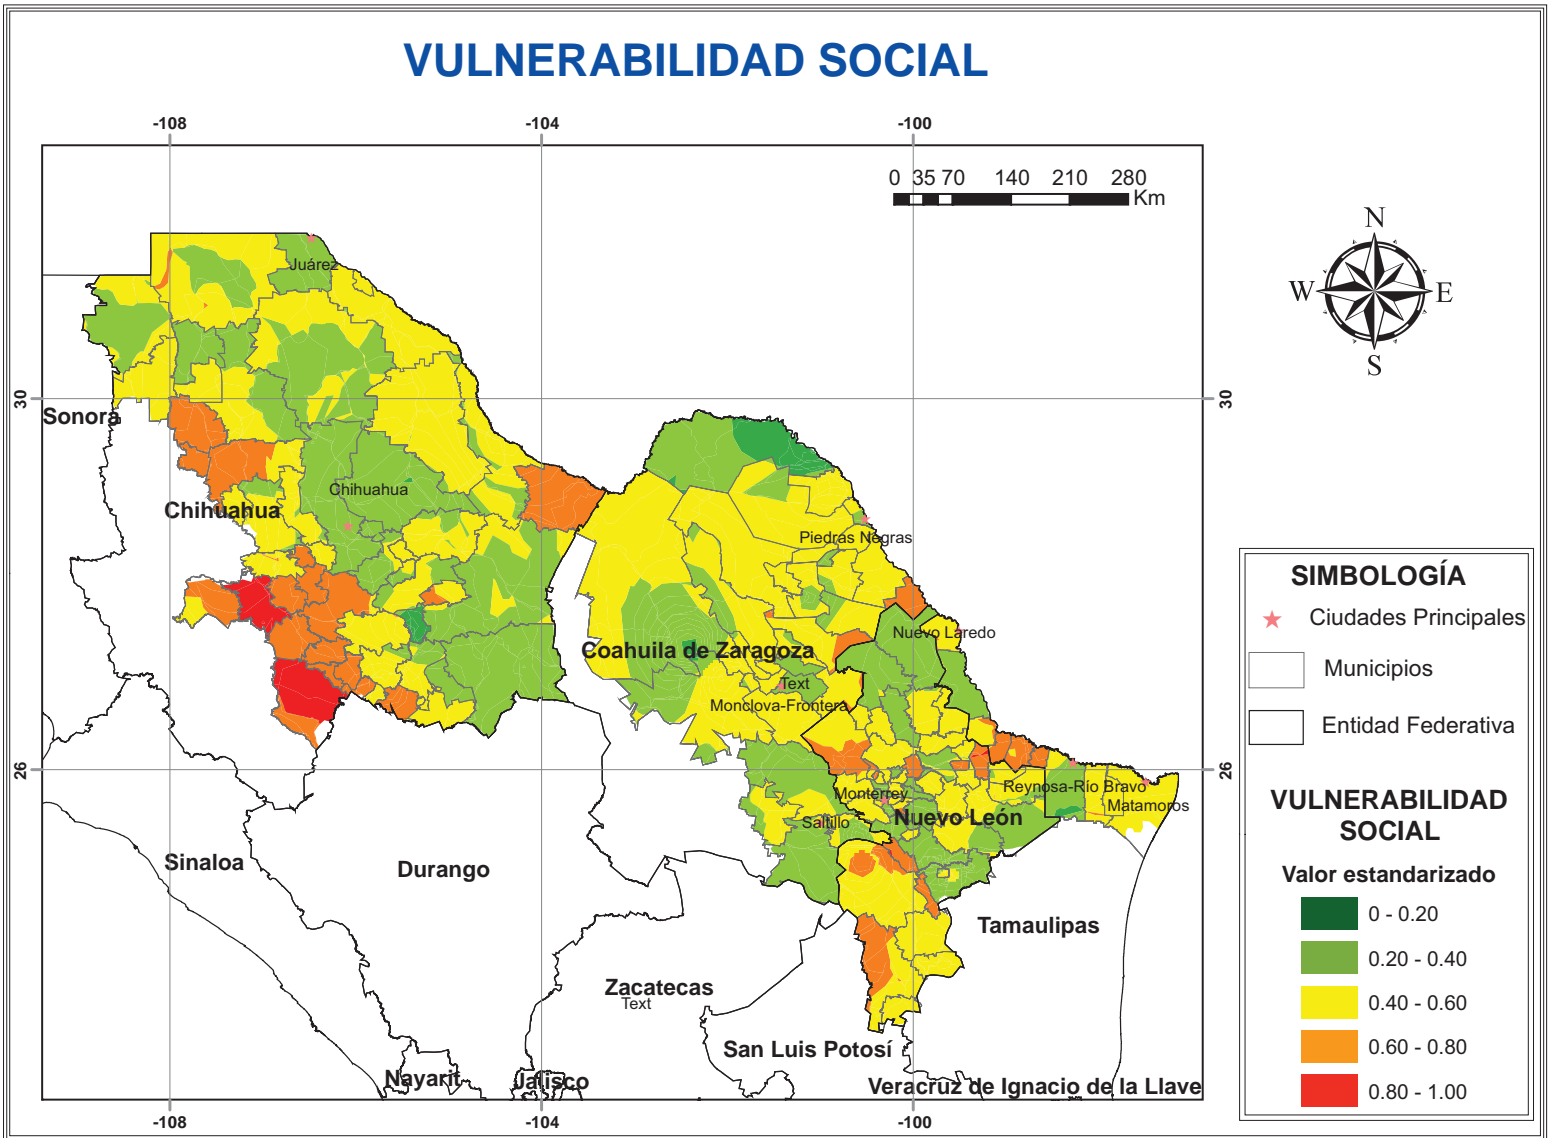 VULNERABILIDAD SOCIAL
-108
-104
-100
0 35 70 140 210 280
Km
N
W E
S
Juárez
30
30
Sonora
Chihuahua
Chihuahua
Piedras Negras
SIMBOLOGÍA
Ciudades Principales
Municipios
Entidad Federativa
Nuevo Laredo
Coahuila de Zaragoza
Text
Monclova-Frontera
26
26
Monterrey
Reynosa-Río Bravo
Matamoros
Saltillo
Nuevo León
VULNERABILIDAD
SOCIAL
Valor estandarizado
0 - 0.20
0.20 - 0.40
0.40 - 0.60
0.60 - 0.80
0.80 - 1.00
Sinaloa
Durango
Tamaulipas
Zacatecas
Text
San Luis Potosí
Nayarit
Jalisco
Veracruz de Ignacio de la Llave
-108
-104
-100